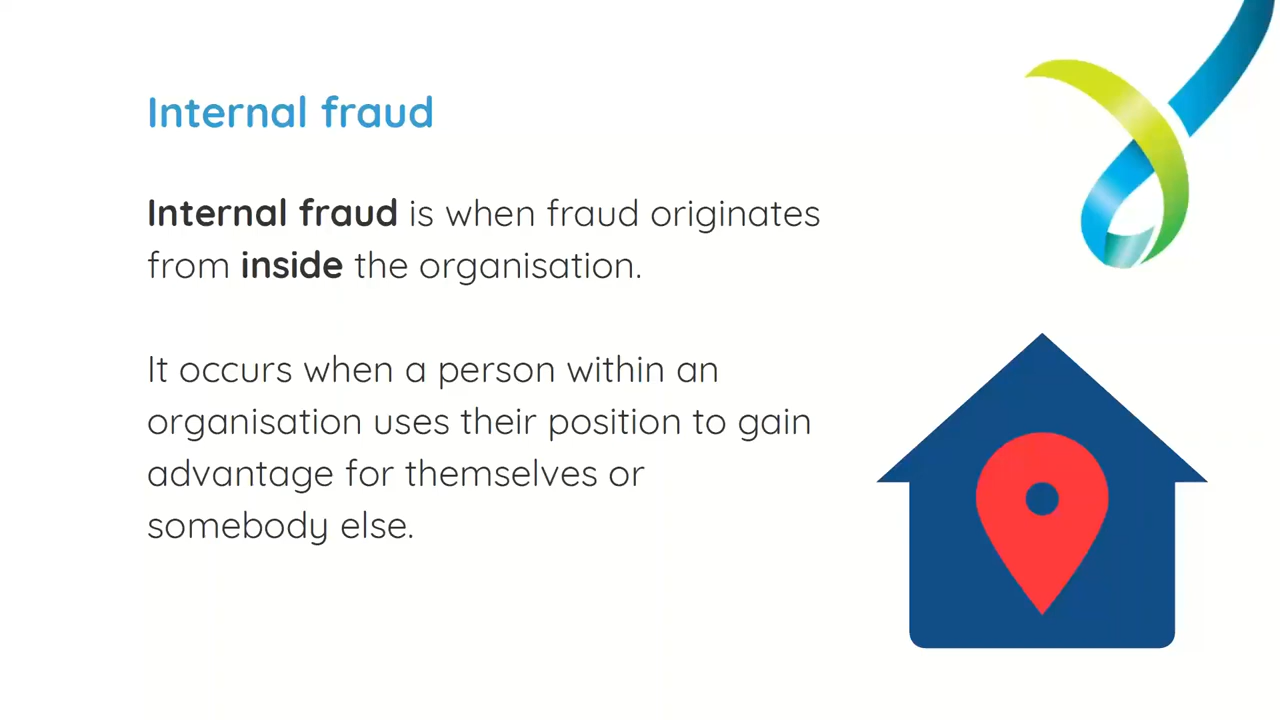 Internal fraud
Internal fraud is when fraud originates
from inside the organisation.
It occurs when a person within an
organisation uses their position to gain
advantage for themselves or
somebody else.